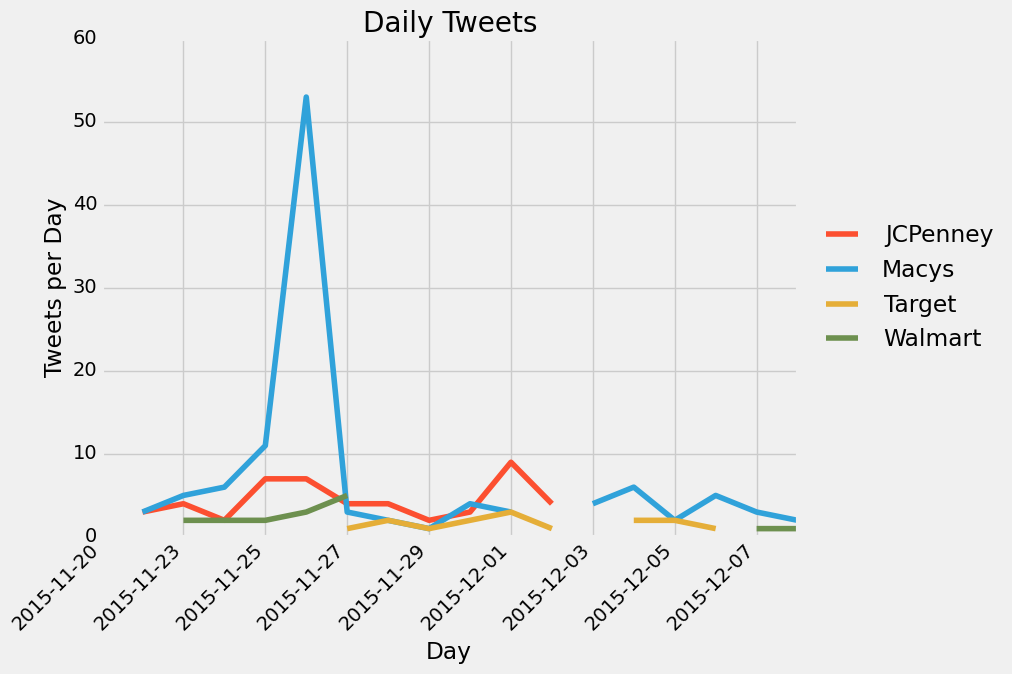 Daily Tweets
60
50
40
30
20
10
0
Tweets per Day
2015-11-20
2015-11-23
2015-11-25
2015-11-27
2015-11-29
2015-12-01
2015-12-03
2015-12-05
2015-12-07
Day
JCPenney
Macys
Target
Walmart